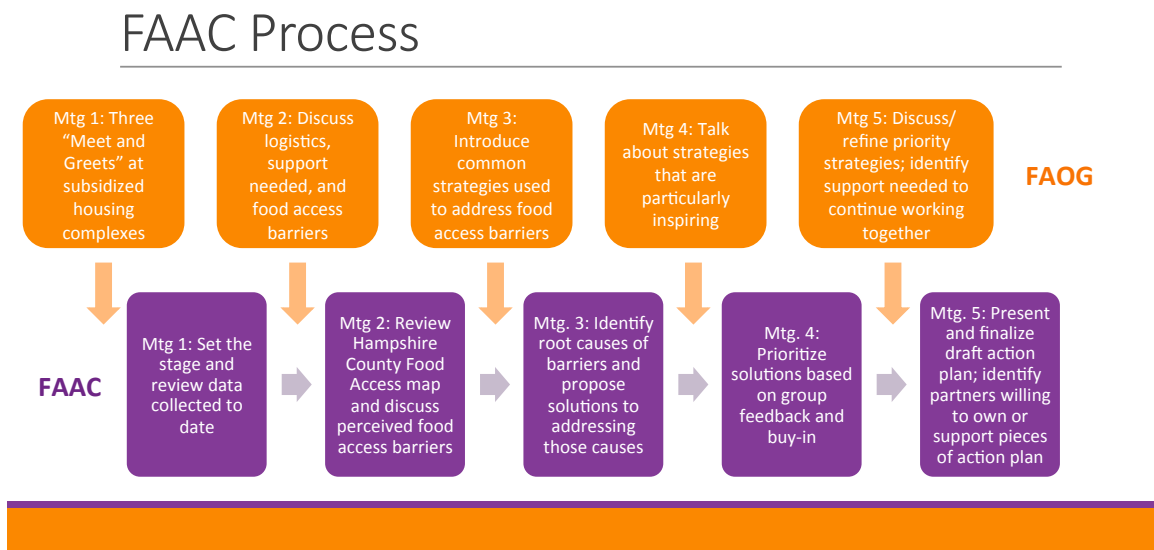 FAAC Process
Mtg 1: Three
“Meet and
Greets” at
subsidized
housing
complexes
Mtg 2: Discuss
logistics,
support
needed, and
food access
barriers
Mtg 3:
Introduce
common
strategies used
to address food
access barriers
Mtg 4: Talk
about strategies
that are
particularly
inspiring
Mtg 5: Discuss/
refine priority
strategies; identify
support needed to
continue working
together
FAOG
FAAC
Mtg 1: Set the
stage and
review data
collected to
date
Mtg 2: Review
Hampshire
County Food
Access map
and discuss
perceived food
access barriers
Mtg. 3: Identify
root causes of
barriers and
propose
solutions to
addressing
those causes
Mtg. 4:
Prioritize
solutions based
on group
feedback and
buy-in
Mtg. 5: Present
and finalize
draft action
plan; identify
partners willing
to own or
support pieces
of action plan